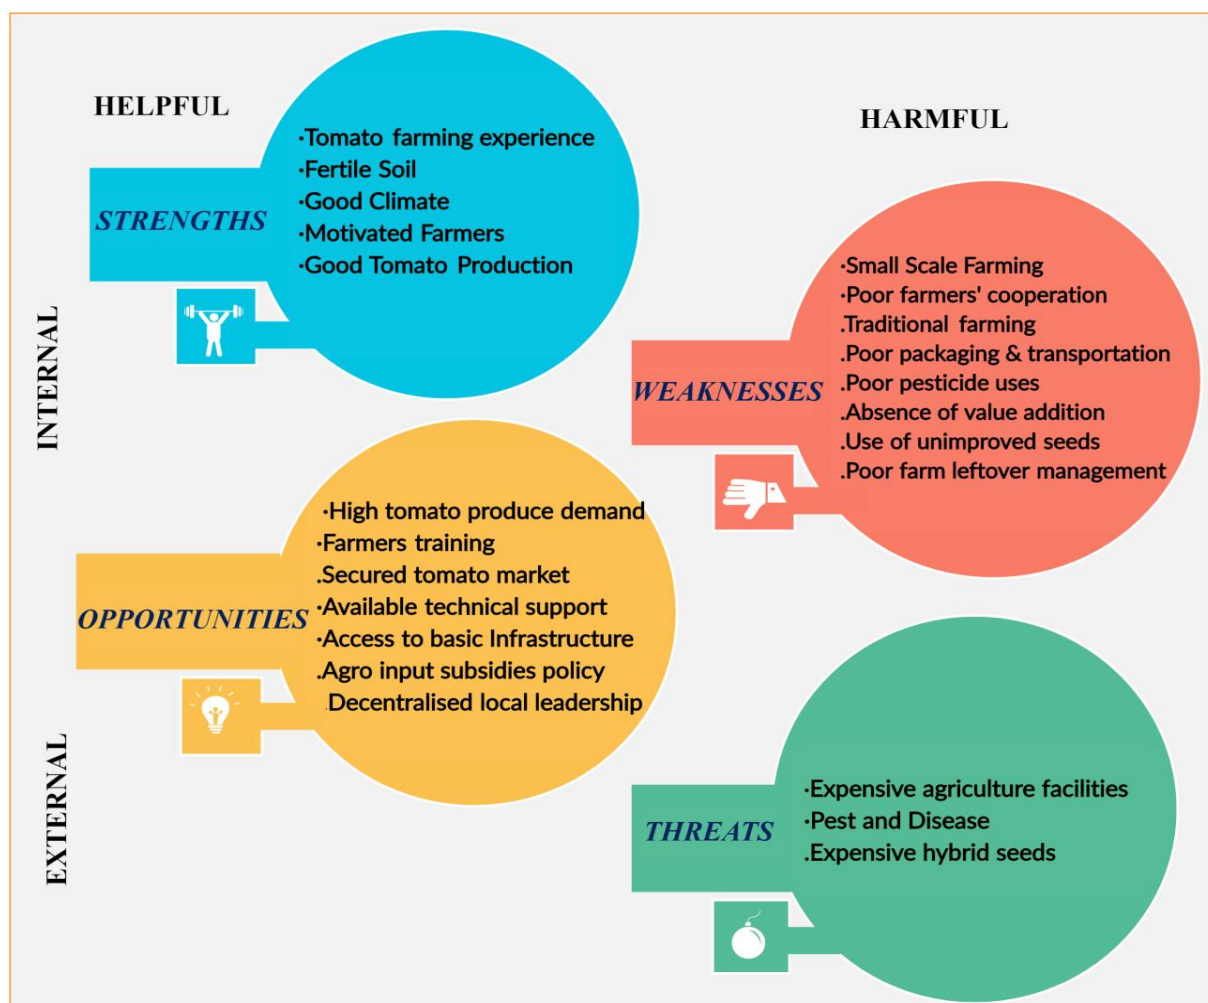 HELPFUL
HARMFUL
INTERNAL
EXTERNAL
STRENGTHS
·Tomato farming experience
·Fertile Soil
·Good Climate
·Motivated Farmers
·Good Tomato Production
WEAKNESSES
·Small Scale Farming
·Poor farmers' cooperation
.Traditional farming
.Poor packaging & transportation
.Poor pesticide uses
.Absence of value addition
.Use of unimproved seeds
.Poor farm leftover management
OPPORTUNITIES
·High tomato produce demand
·Farmers training
.Secured tomato market
·Available technical support
·Access to basic Infrastructure
.Agro input subsidies policy
.Decentralised local leadership
THREATS
·Expensive agriculture facilities
·Pest and Disease
.Expensive hybrid seeds